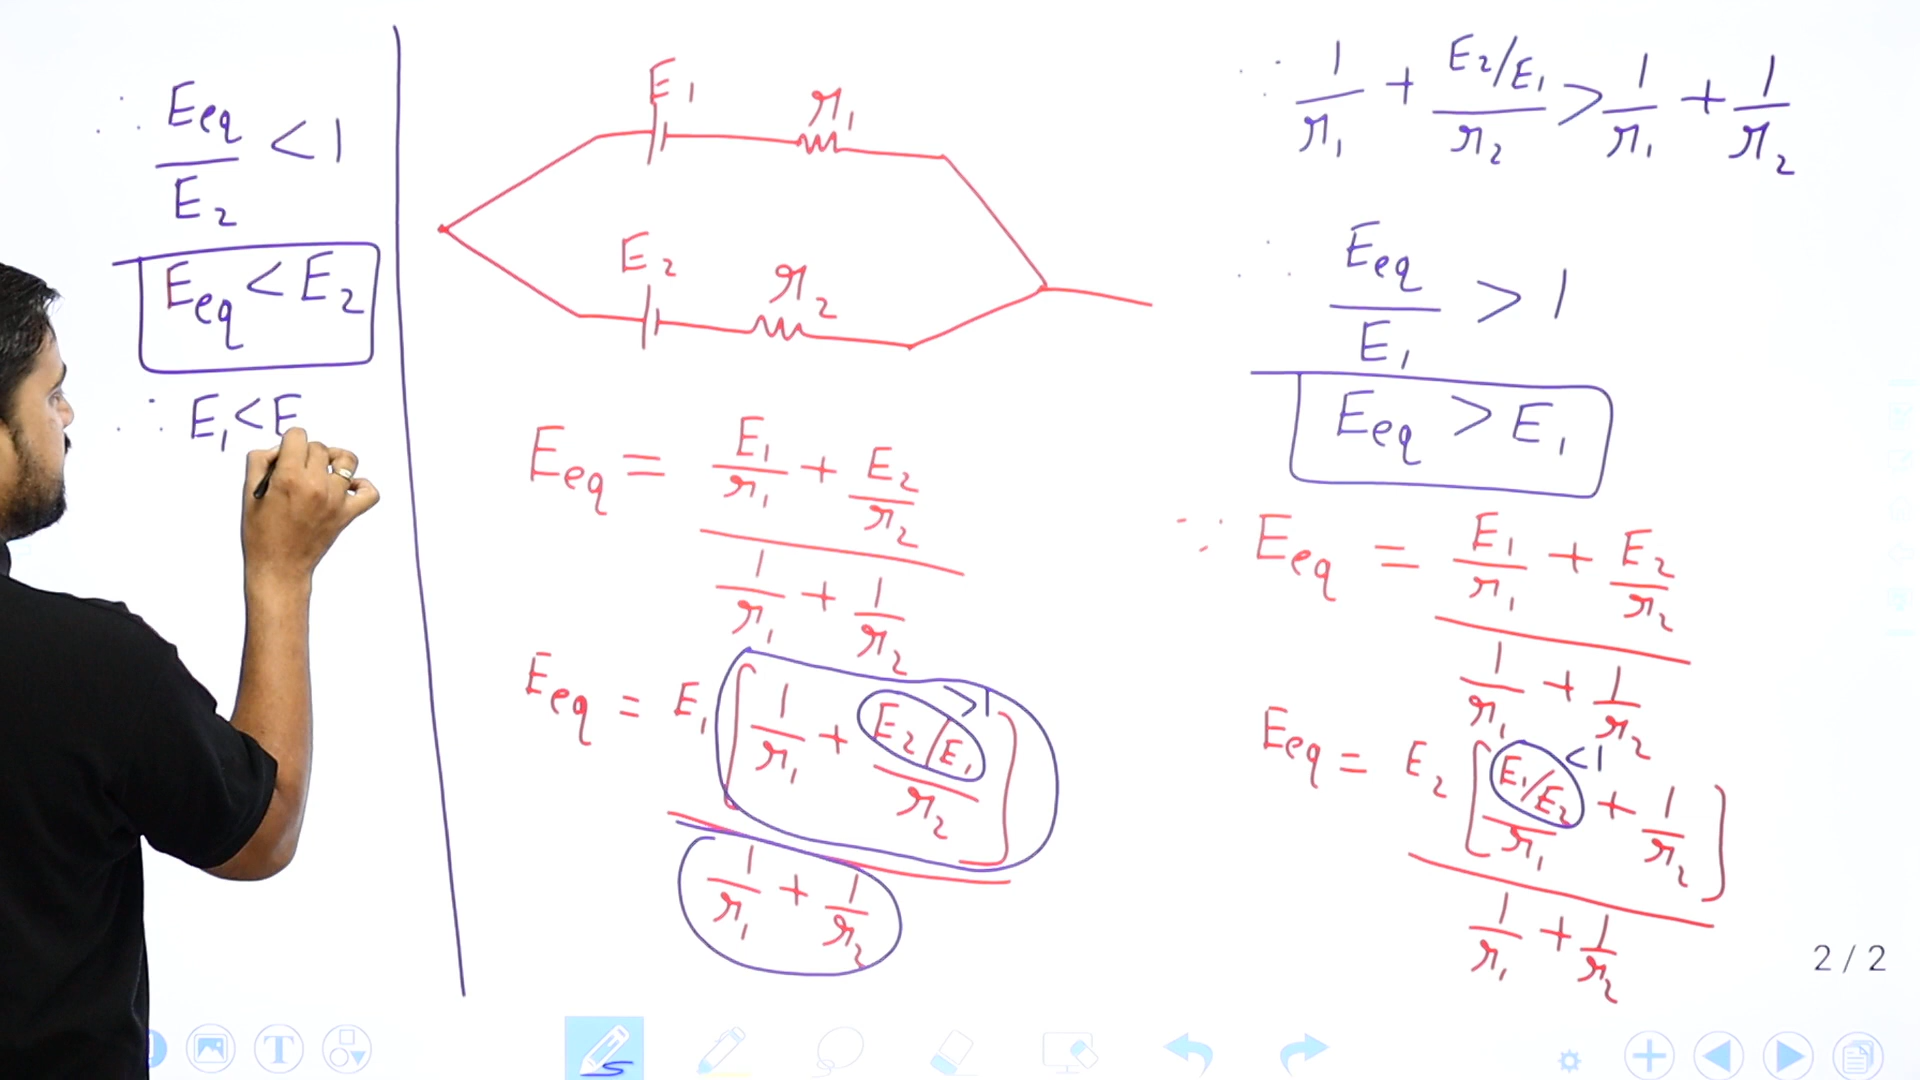 ∴ Eeq / E2 < 1
Eeq < E2
∴ E1 < E
E1
r1
E2
r2
Eeq = (E1/r1 + E2/r2) / (1/r1 + 1/r2)
Eeq = E1 [1/r1 + (E2/E1)/r2] / (1/r1 + 1/r2)
>1
∴ 1/r1 + (E2/E1)/r2 > 1/r1 + 1/r2
∴ Eeq / E1 > 1
Eeq > E1
∵ Eeq = (E1/r1 + E2/r2) / (1/r1 + 1/r2)
Eeq = E2 [(E1/E2)/r1 + 1/r2] / (1/r1 + 1/r2)
<1
2 / 2
T